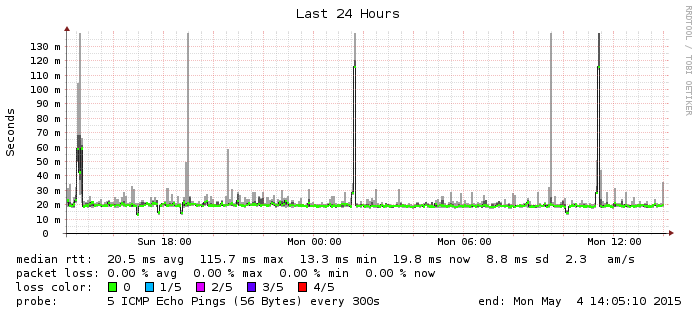 Last 24 Hours
RRDTOOL / TOBI OETIKER
Seconds
130 m
120 m
110 m
100 m
90 m
80 m
70 m
60 m
50 m
40 m
30 m
20 m
10 m
0
Sun 18:00 Mon 00:00 Mon 06:00 Mon 12:00
median rtt: 20.5 ms avg 115.7 ms max 13.3 ms min 19.8 ms now 8.8 ms sd 2.3 am/s
packet loss: 0.00 % avg 0.00 % max 0.00 % min 0.00 % now
loss color: 0 1/5 2/5 3/5 4/5
probe: 5 ICMP Echo Pings (56 Bytes) every 300s end: Mon May 4 14:05:10 2015